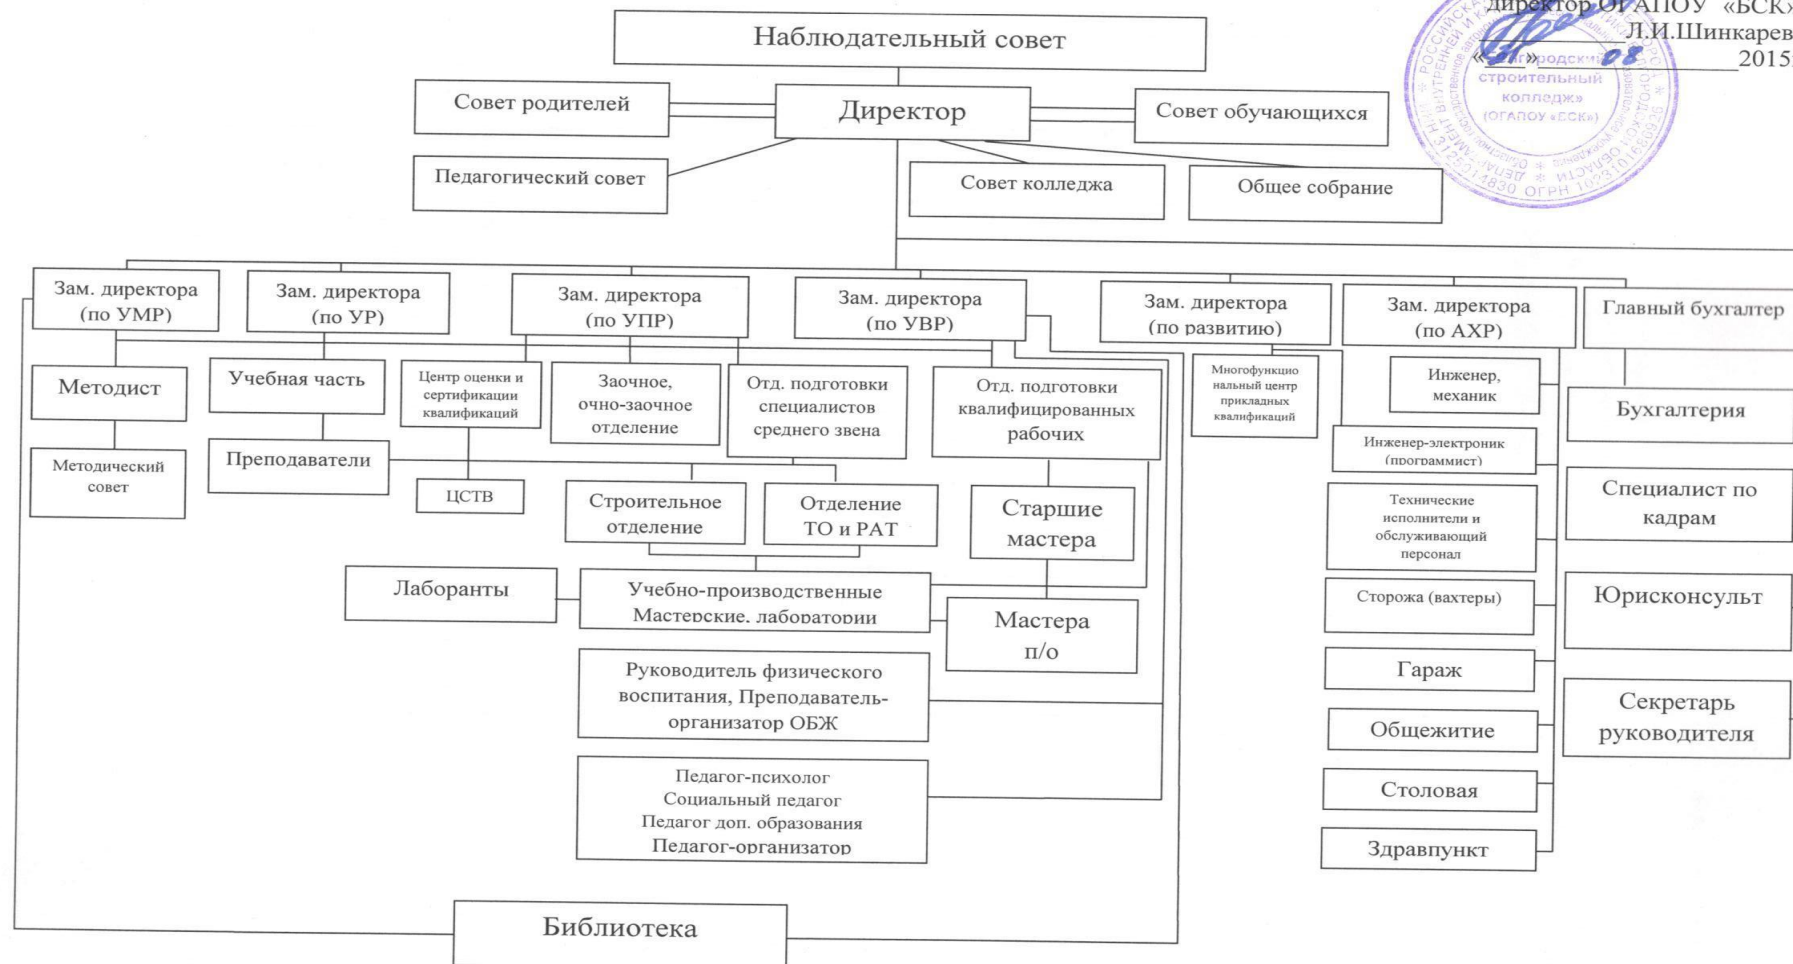 директор ОГАПОУ «БСК»
Л.И.Шинкарев
« » 08 2015
строительный
колледж»
(ОГАПОУ «БСК»)
Наблюдательный совет
Совет родителей
Директор
Совет обучающихся
Педагогический совет
Совет колледжа
Общее собрание
Зам. директора
(по УМР)
Зам. директора
(по УР)
Зам. директора
(по УПР)
Зам. директора
(по УВР)
Зам. директора
(по развитию)
Зам. директора
(по АХР)
Главный бухгалтер
Методист
Учебная часть
Центр оценки и
сертификации
квалификаций
Заочное,
очно-заочное
отделение
Отд. подготовки
специалистов
среднего звена
Отд. подготовки
квалифицированных
рабочих
Многофункцио
нальный центр
прикладных
квалификаций
Инженер,
механик
Бухгалтерия
Методический
совет
Преподаватели
ЦСТВ
Строительное
отделение
Отделение
ТО и РАТ
Старшие
мастера
Инженер-электроник
(программист)
Специалист по
кадрам
Технические
исполнители и
обслуживающий
персонал
Лаборанты
Учебно-производственные
Мастерские, лаборатории
Мастера
п/о
Сторожа (вахтеры)
Юрисконсульт
Руководитель физического
воспитания, Преподаватель-
организатор ОБЖ
Гараж
Секретарь
руководителя
Общежитие
Педагог-психолог
Социальный педагог
Педагог доп. образования
Педагог-организатор
Столовая
Здравпункт
Библиотека